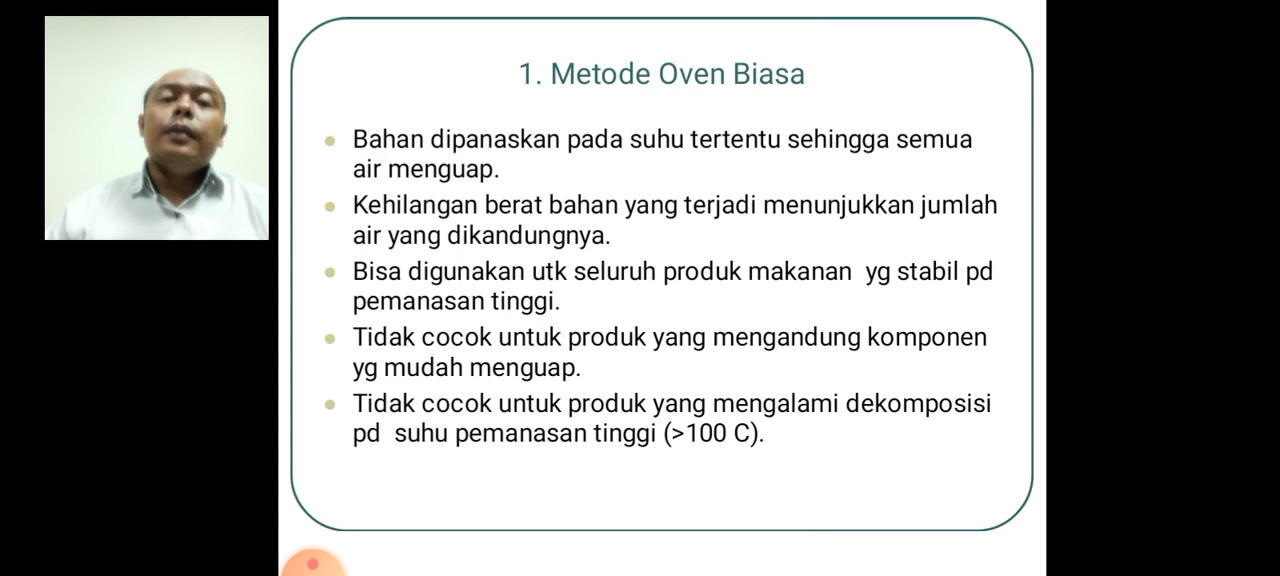 1. Metode Oven Biasa
Bahan dipanaskan pada suhu tertentu sehingga semua
air menguap.
Kehilangan berat bahan yang terjadi menunjukkan jumlah
air yang dikandungnya.
Bisa digunakan utk seluruh produk makanan  yg stabil pd
pemanasan tinggi.
Tidak cocok untuk produk yang mengandung komponen
yg mudah menguap.
Tidak cocok untuk produk yang mengalami dekomposisi
pd  suhu pemanasan tinggi (>100 C).